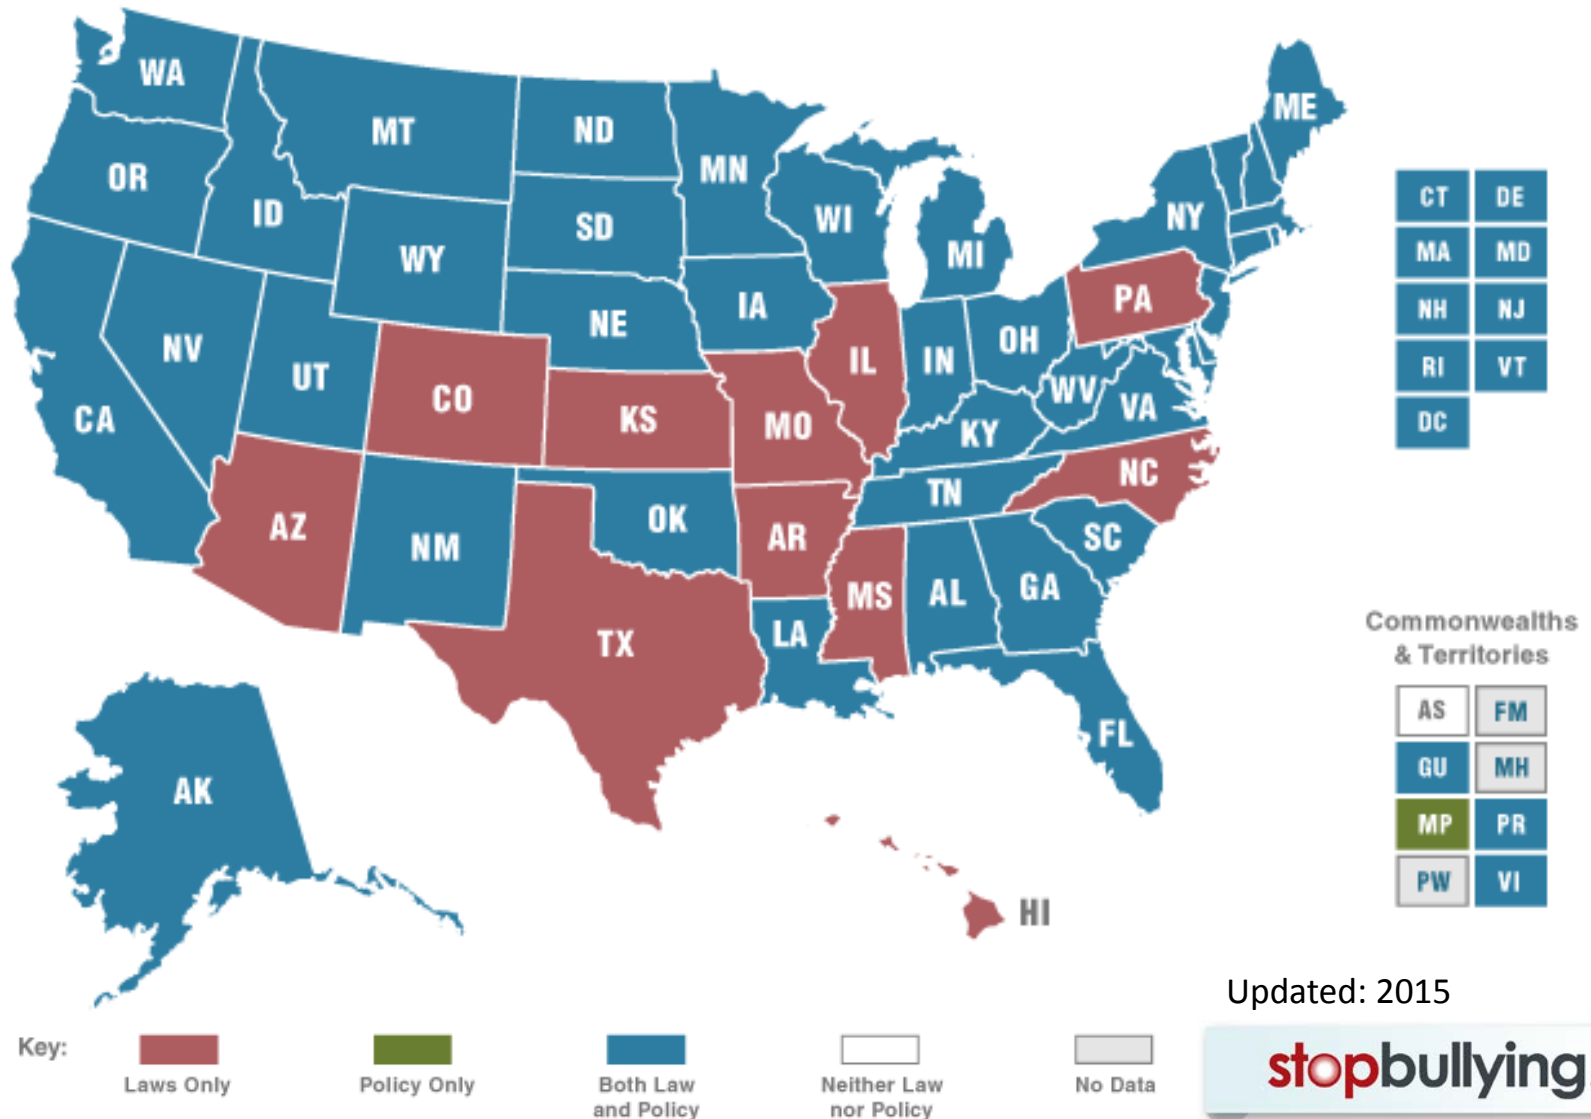 WA
MT
ND
MN
ME
OR
ID
SD
WI
NY
CT DE
WY
MI
MA MD
IA
PA
NE
NH NJ
NV
OH
UT
IL
IN
RI VT
CO
WV
CA
KS
MO
VA
DC
KY
NC
TN
AZ
OK
NM
AR
SC
MS
AL
GA
TX
LA
Commonwealths
& Territories
AS FM
FL
GU MH
AK
MP PR
PW VI
HI
Updated: 2015
Key:
Laws Only
Policy Only
Both Law
and Policy
Neither Law
nor Policy
No Data
stopbullying.